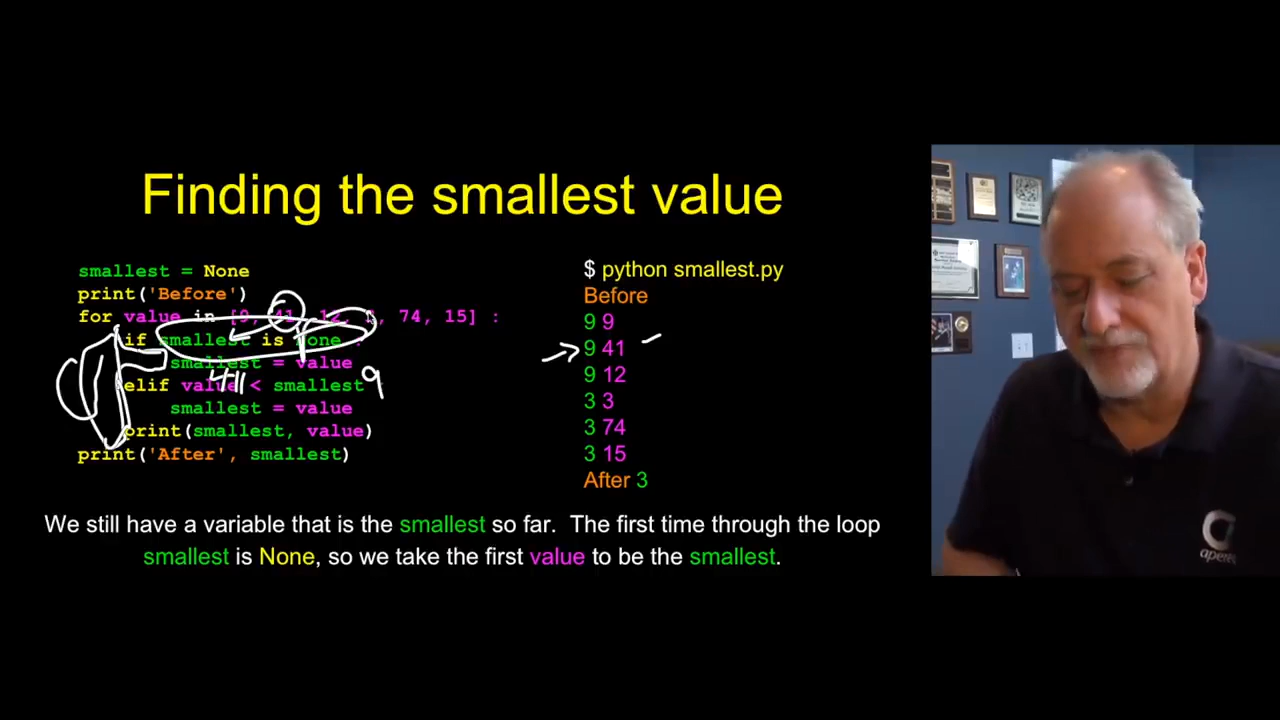 Finding the smallest value
smallest = None
print('Before')
for value in [9, 41, 12, 3, 74, 15] :
if smallest is None :
smallest = value
elif value < smallest :
smallest = value
print(smallest, value)
print('After', smallest)
41
9
$ python smallest.py
Before
9 9
9 41
9 12
3 3
3 74
3 15
After 3
We still have a variable that is the smallest so far. The first time through the loop
smallest is None, so we take the first value to be the smallest.